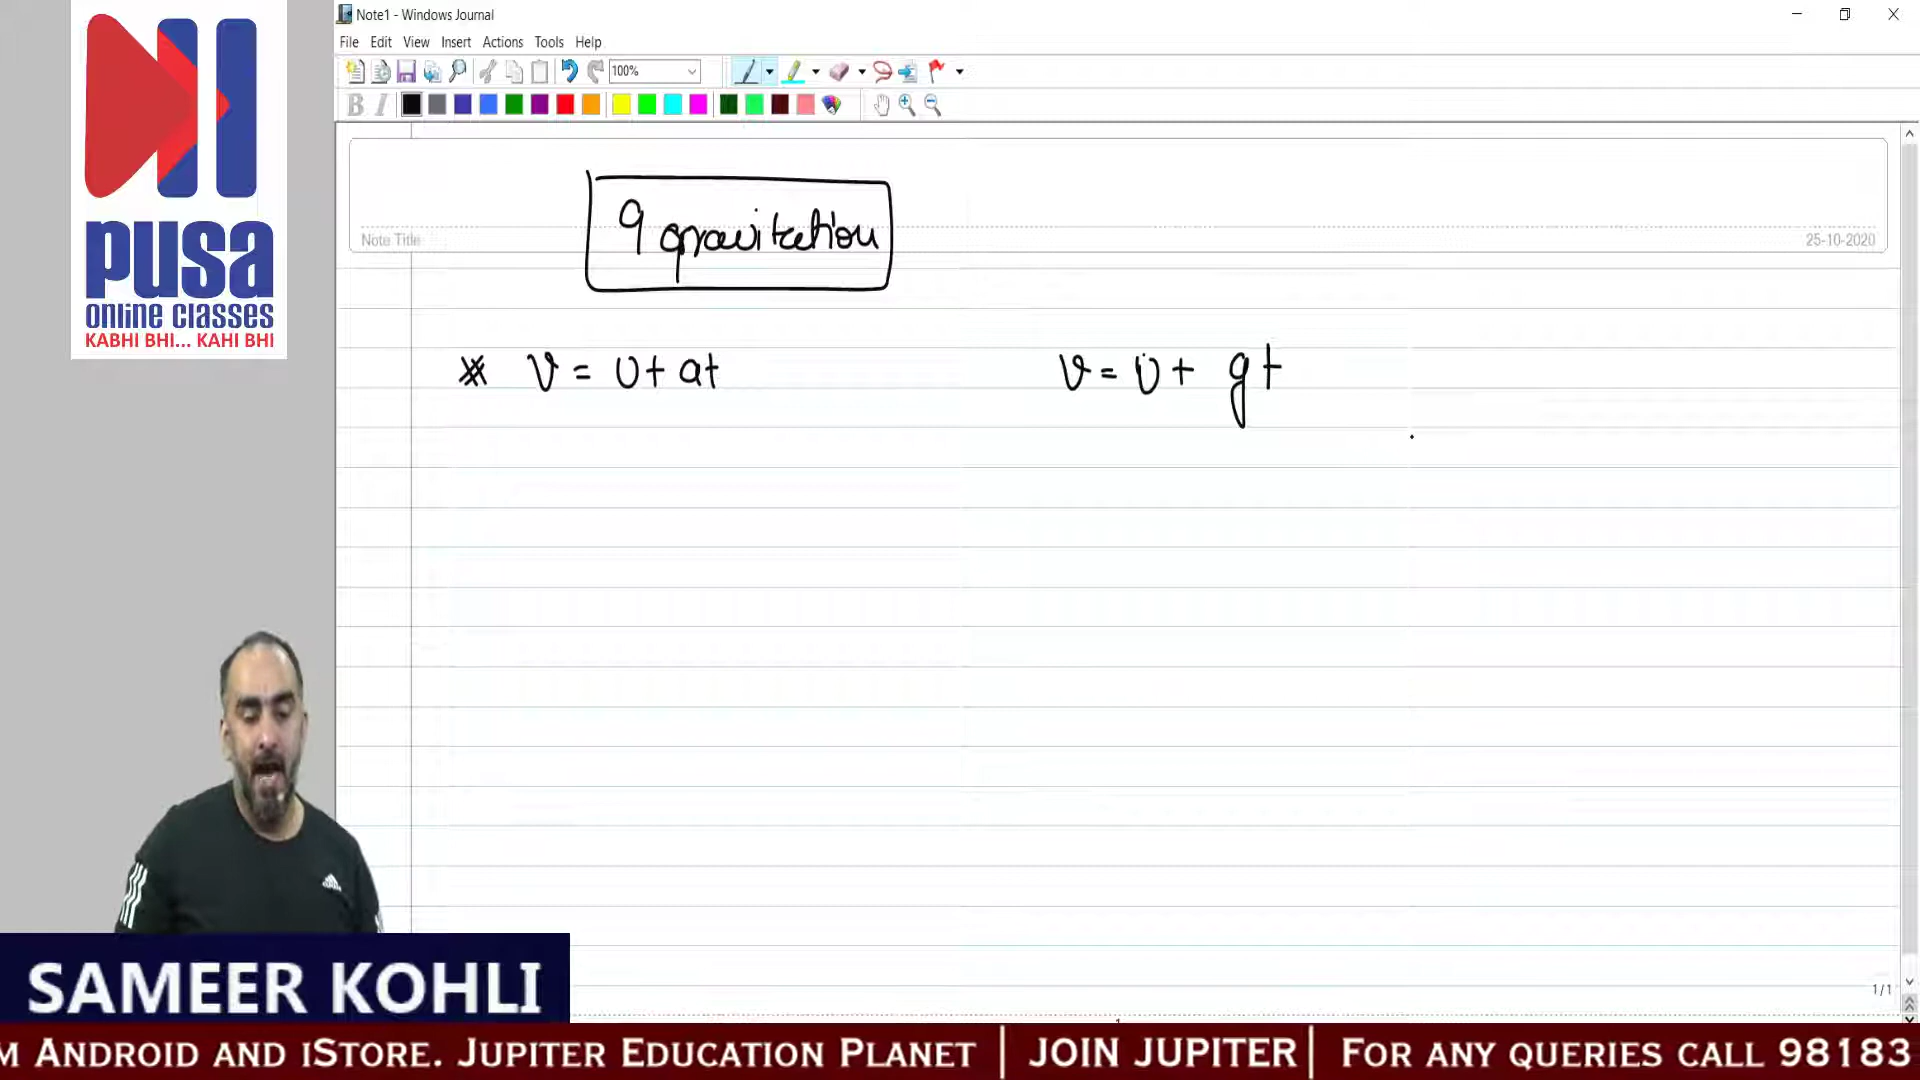 Note1 - Windows Journal
File Edit View Insert Actions Tools Help
100%
B I
PUSA
online classes
KABHI BHI... KAHI BHI
9 gravitation
Note Title
25-10-2020
* v = u + at
v = u + gt
1/1
SAMEER KOHLI
M ANDROID AND iSTORE. JUPITER EDUCATION PLANET | JOIN JUPITER | FOR ANY QUERIES CALL 98183